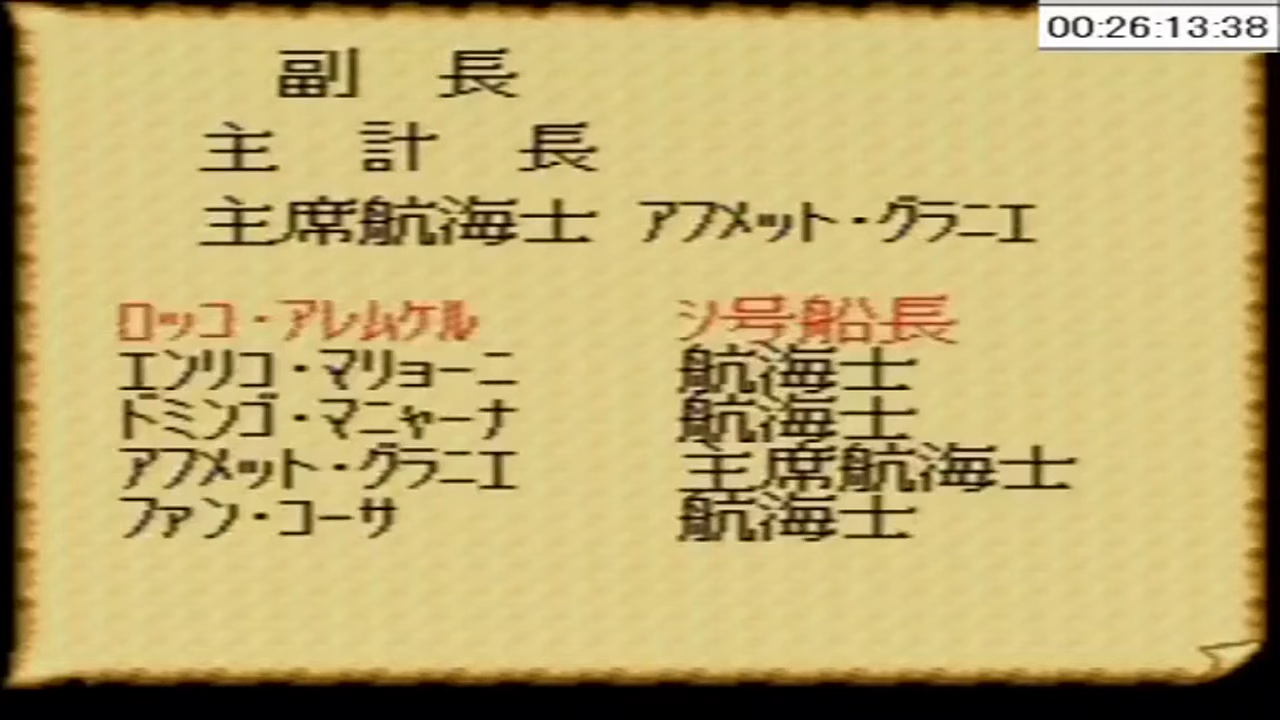 00:26:13:38
副 長
主 計 長
主席航海士 アフメット・グラニエ
ロッコ・アレムケル シ号船長
エンリコ・マリョーニ 航海士
ドミンゴ・マニャーナ 航海士
アフメット・グラニエ 主席航海士
ファン・コーサ 航海士